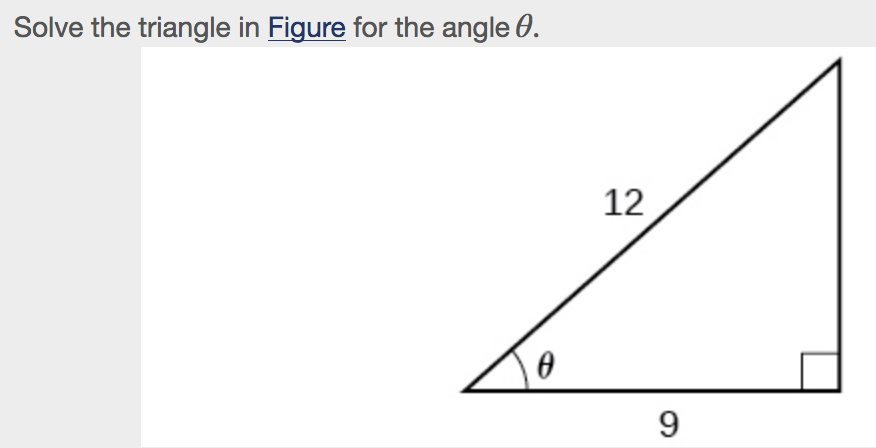 Solve the triangle in Figure for the angle θ.
12
θ
9